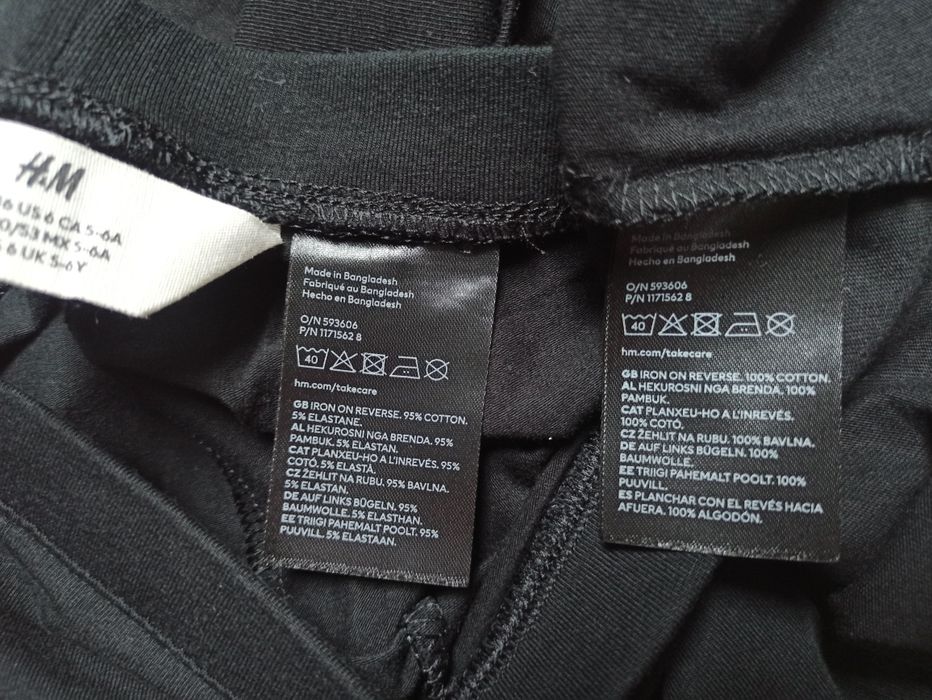 H&M
6 US 6 CA 5-6A
0/53 MX 5-6A
6 UK 5-6Y
Made in Bangladesh
Fabriqué au Bangladesh
Hecho en Bangladesh
O/N 593606
P/N 1171562 8
40
hm.com/takecare
GB IRON ON REVERSE. 95% COTTON.
5% ELASTANE.
AL HEKUROSNI NGA BRENDA. 95%
PAMBUK. 5% ELASTAN.
CAT PLANXEU-HO A L'INREVÉS. 95%
COTÓ. 5% ELASTÀ.
CZ ŽEHLIT NA RUBU. 95% BAVLNA.
5% ELASTAN.
DE AUF LINKS BÜGELN. 95%
BAUMWOLLE. 5% ELASTHAN.
EE TRIIGI PAHEMALT POOLT. 95%
PUUVILL. 5% ELASTAAN.
Made in Bangladesh
Fabriqué au Bangladesh
Hecho en Bangladesh
O/N 593606
P/N 1171562 8
40
hm.com/takecare
GB IRON ON REVERSE. 100% COTTON.
AL HEKUROSNI NGA BRENDA. 100%
PAMBUK.
CAT PLANXEU-HO A L'INREVÉS.
100% COTÓ.
CZ ŽEHLIT NA RUBU. 100% BAVLNA.
DE AUF LINKS BÜGELN. 100%
BAUMWOLLE.
EE TRIIGI PAHEMALT POOLT. 100%
PUUVILL.
ES PLANCHAR CON EL REVÉS HACIA
AFUERA. 100% ALGODÓN.